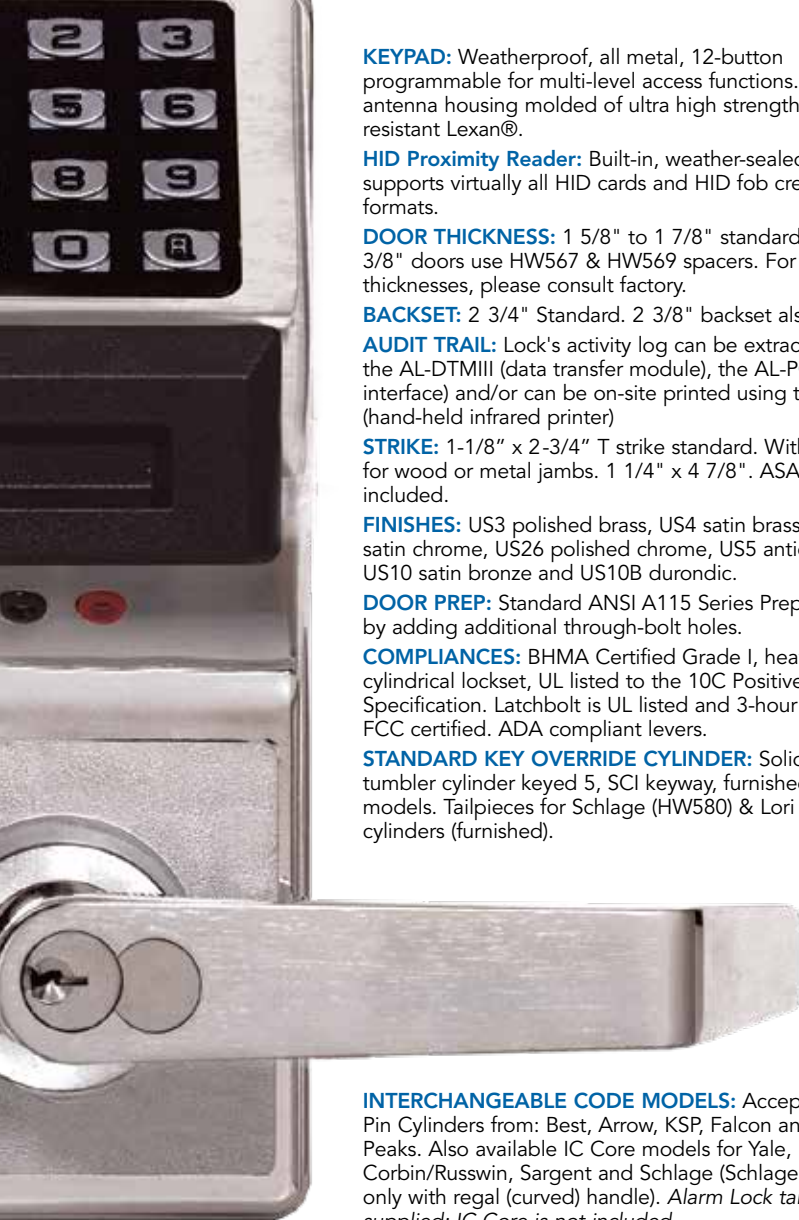 2 3
5 6
8 9
0
KEYPAD: Weatherproof, all metal, 12-button
programmable for multi-level access functions.
antenna housing molded of ultra high strength
resistant Lexan®.
HID Proximity Reader: Built-in, weather-sealed
supports virtually all HID cards and HID fob cre
formats.
DOOR THICKNESS: 1 5/8" to 1 7/8" standard
3/8" doors use HW567 & HW569 spacers. For
thicknesses, please consult factory.
BACKSET: 2 3/4" Standard. 2 3/8" backset als
AUDIT TRAIL: Lock's activity log can be extrac
the AL-DTMIII (data transfer module), the AL-P
interface) and/or can be on-site printed using t
(hand-held infrared printer)
STRIKE: 1-1/8” x 2-3/4” T strike standard. With
for wood or metal jambs. 1 1/4" x 4 7/8". ASA
included.
FINISHES: US3 polished brass, US4 satin brass
satin chrome, US26 polished chrome, US5 anti
US10 satin bronze and US10B durondic.
DOOR PREP: Standard ANSI A115 Series Prep
by adding additional through-bolt holes.
COMPLIANCES: BHMA Certified Grade I, hea
cylindrical lockset, UL listed to the 10C Positive
Specification. Latchbolt is UL listed and 3-hour
FCC certified. ADA compliant levers.
STANDARD KEY OVERRIDE CYLINDER: Solid
tumbler cylinder keyed 5, SCI keyway, furnished
models. Tailpieces for Schlage (HW580) & Lori
cylinders (furnished).
INTERCHANGEABLE CODE MODELS: Accep
Pin Cylinders from: Best, Arrow, KSP, Falcon an
Peaks. Also available IC Core models for Yale,
Corbin/Russwin, Sargent and Schlage (Schlage
only with regal (curved) handle). Alarm Lock tai
supplied; IC Core is not included